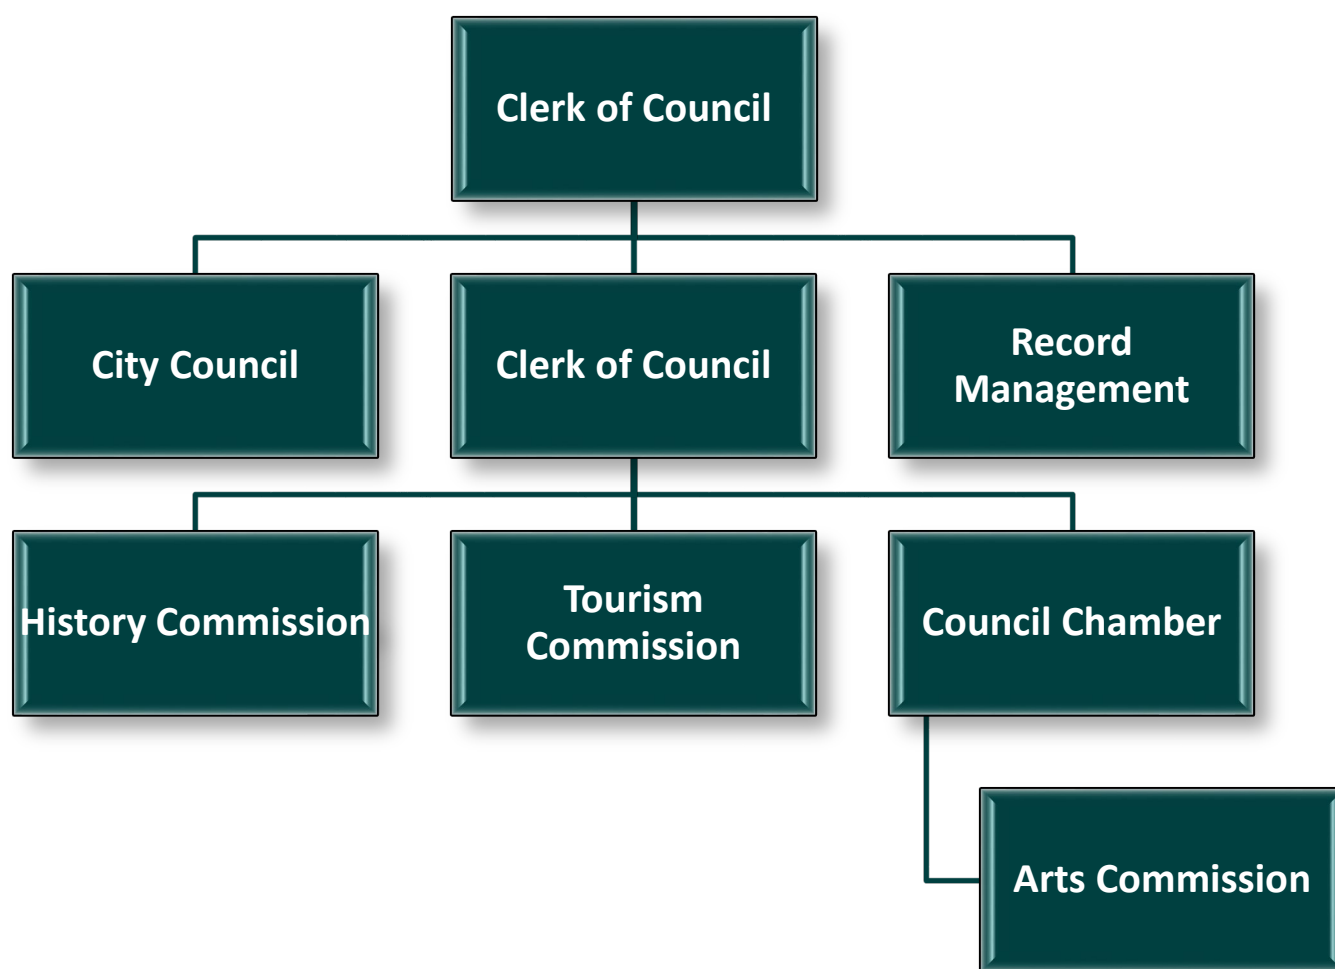 Clerk of Council
City Council
Clerk of Council
Record
Management
History Commission
Tourism
Commission
Council Chamber
Arts Commission